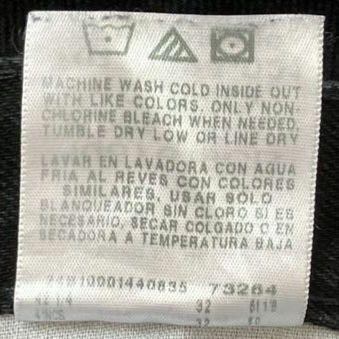 MACHINE WASH COLD INSIDE OUT
WITH LIKE COLORS. ONLY NON-
CHLORINE BLEACH WHEN NEEDED.
TUMBLE DRY LOW OR LINE DRY
LAVAR EN LAVADORA CON AGUA
FRIA AL REVES CON COLORES
SIMILARES, USAR SOLO
BLANQUEADOR SIN CLORO SI ES
NECESARIO, SECAR COLGADO O EN
SECADORA A TEMPERATURA BAJA
73264
32
32